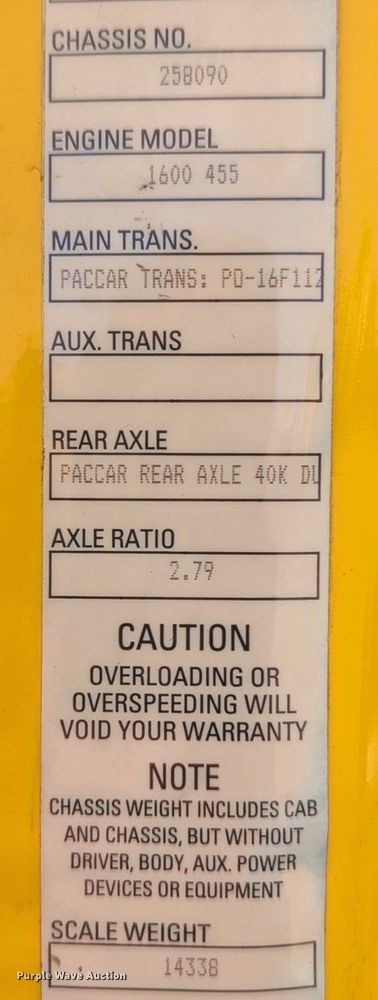 CHASSIS NO.
258090
ENGINE MODEL
1600 455
MAIN TRANS.
PACCAR TRANS: PO-16F112
AUX. TRANS
REAR AXLE
PACCAR REAR AXLE 40K DU
AXLE RATIO
2.79
CAUTION
OVERLOADING OR
OVERSPEEDING WILL
VOID YOUR WARRANTY
NOTE
CHASSIS WEIGHT INCLUDES CAB
AND CHASSIS, BUT WITHOUT
DRIVER, BODY, AUX. POWER
DEVICES OR EQUIPMENT
SCALE WEIGHT
14338
Purple Wave Auction